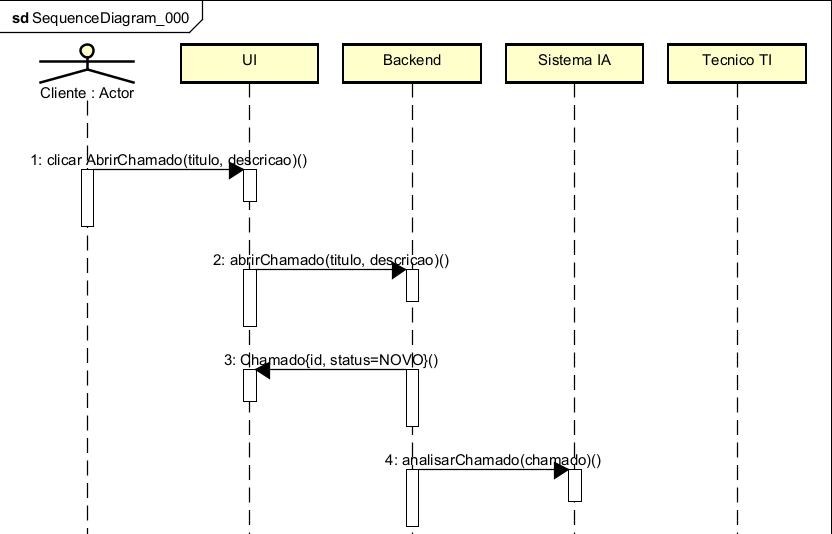 sd SequenceDiagram_000
UI
Backend
Sistema IA
Tecnico TI
Cliente : Actor
1: clicar AbrirChamado(titulo, descricao)()
2: abrirChamado(titulo, descricao)()
3: Chamado{id, status=NOVO}()
4: analisarChamado(chamado)()